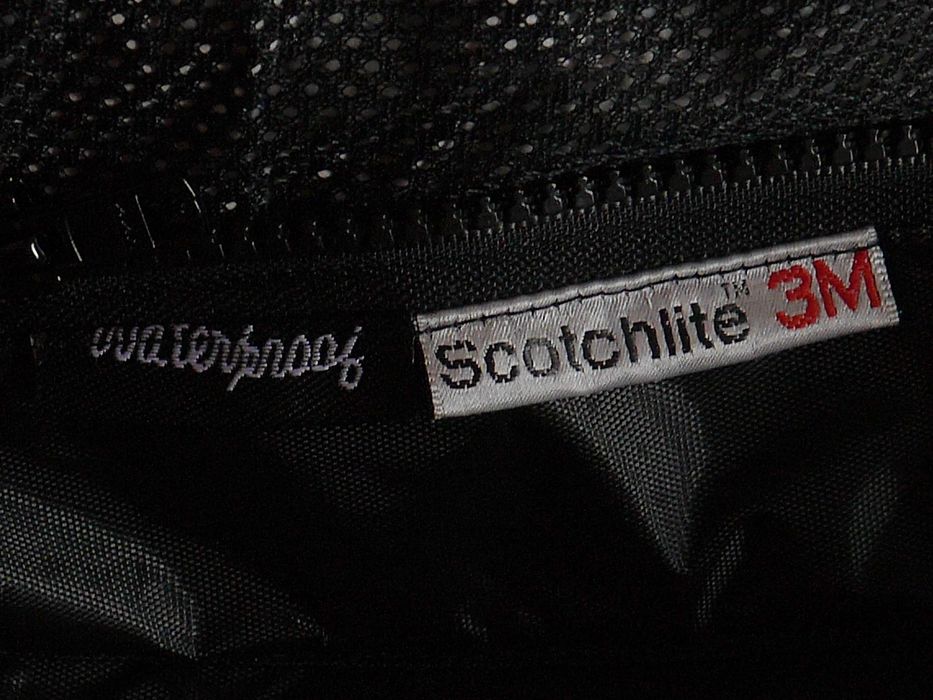 waterproof
Scotchlite™ 3M